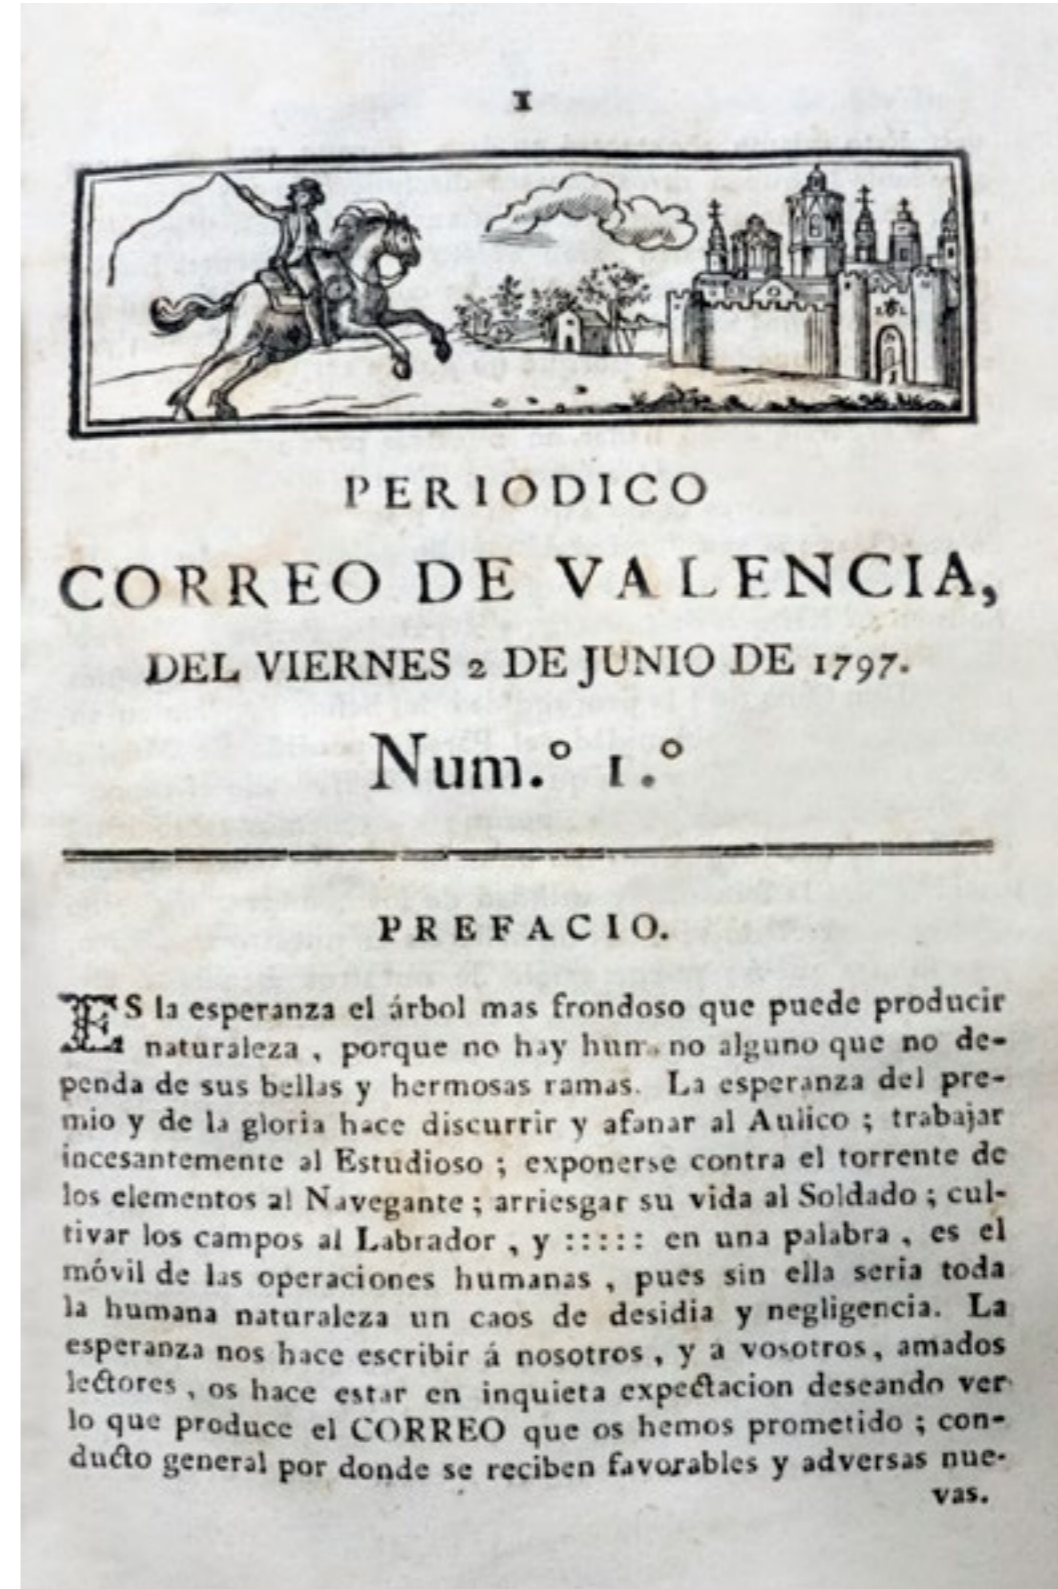 1
PERIODICO
CORREO DE VALENCIA,
DEL VIERNES 2 DE JUNIO DE 1797.
Num.º 1.º
PREFACIO.
ES la esperanza el árbol mas frondoso que puede producir
naturaleza, porque no hay humano alguno que no de-
penda de sus bellas y hermosas ramas. La esperanza del pre-
mio y de la gloria hace discurrir y afanar al Aulico; trabajar
incesantemente al Estudioso; exponerse contra el torrente de
los elementos al Navegante; arriesgar su vida al Soldado; cul-
tivar los campos al Labrador, y ::::: en una palabra, es el
móvil de las operaciones humanas, pues sin ella seria toda
la humana naturaleza un caos de desidia y negligencia. La
esperanza nos hace escribir á nosotros, y a vosotros, amados
lectores, os hace estar en inquieta expectacion deseando ver
lo que produce el CORREO que os hemos prometido; con-
ducto general por donde se reciben favorables y adversas nue-
vas.